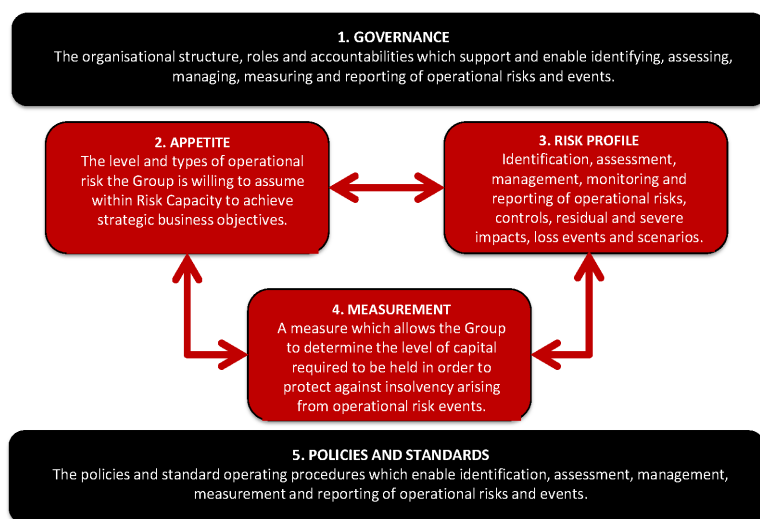 1. GOVERNANCE
The organisational structure, roles and accountabilities which support and enable identifying, assessing,
managing, measuring and reporting of operational risks and events.
2. APPETITE
The level and types of operational
risk the Group is willing to assume
within Risk Capacity to achieve
strategic business objectives.
3. RISK PROFILE
Identification, assessment,
management, monitoring and
reporting of operational risks,
controls, residual and severe
impacts, loss events and scenarios.
4. MEASUREMENT
A measure which allows the Group
to determine the level of capital
required to be held in order to
protect against insolvency arising
from operational risk events.
5. POLICIES AND STANDARDS
The policies and standard operating procedures which enable identification, assessment, management,
measurement and reporting of operational risks and events.